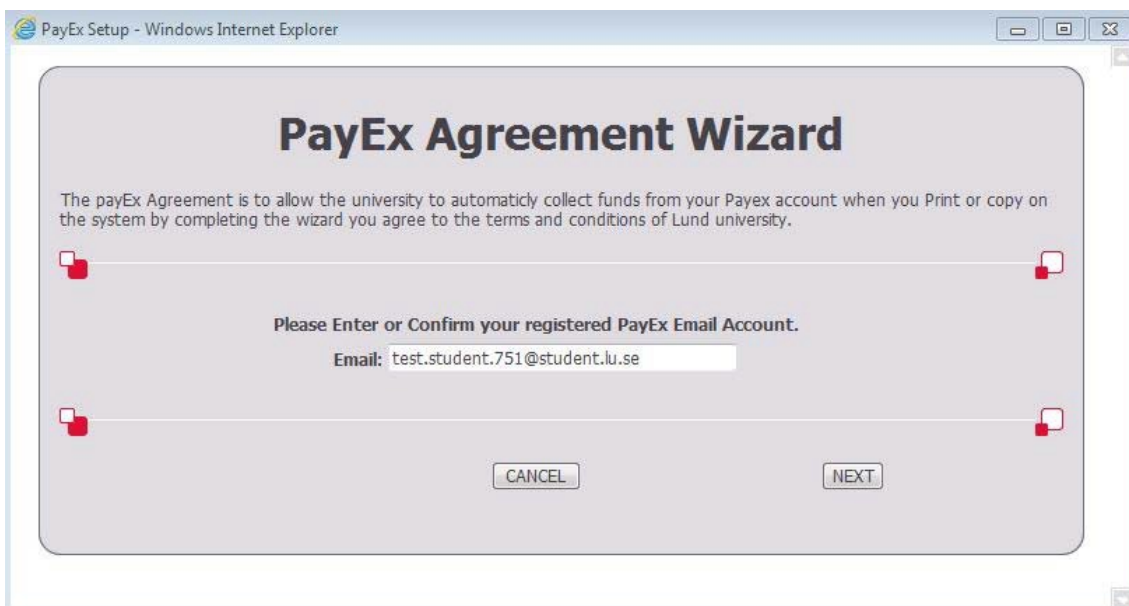 PayEx Setup - Windows Internet Explorer
PayEx Agreement Wizard
The payEx Agreement is to allow the university to automaticly collect funds from your Payex account when you Print or copy on
the system by completing the wizard you agree to the terms and conditions of Lund university.
Please Enter or Confirm your registered PayEx Email Account.
Email: test.student.751@student.lu.se
CANCEL NEXT